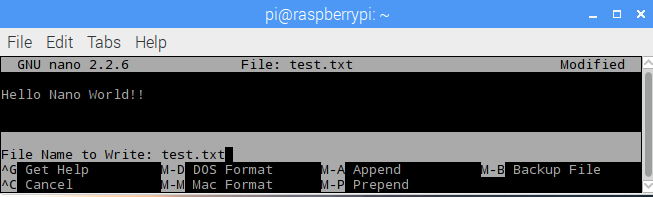 pi@raspberrypi: ~
File Edit Tabs Help
GNU nano 2.2.6 File: test.txt Modified
Hello Nano World!!
File Name to Write: test.txt
^G Get Help M-D DOS Format M-A Append M-B Backup File
^C Cancel M-M Mac Format M-P Prepend